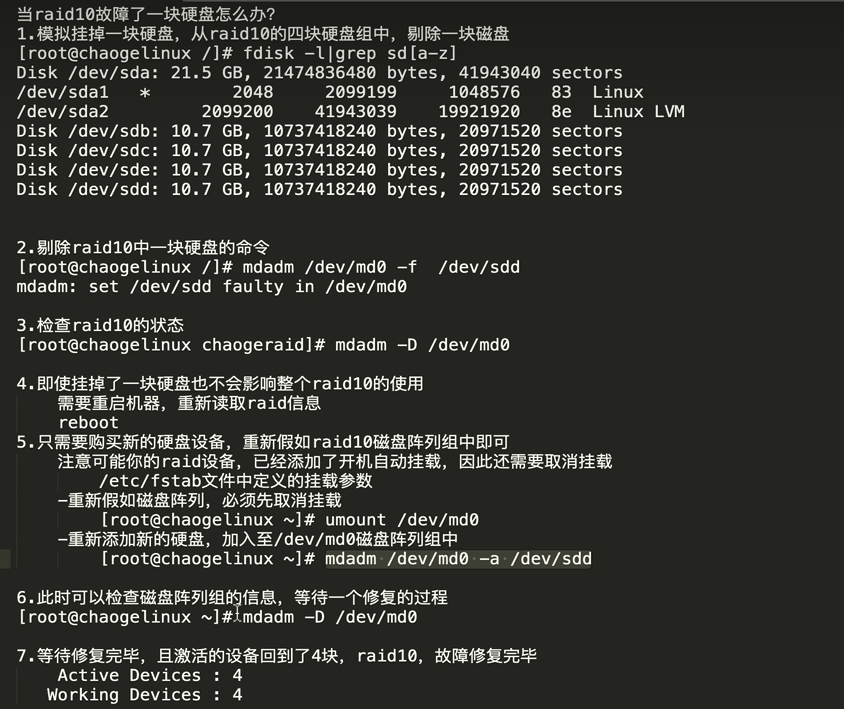 当raid10故障了一块硬盘怎么办?
1.模拟挂掉一块硬盘，从raid10的四块硬盘组中，剔除一块磁盘
[root@chaogelinux /]# fdisk -l|grep sd[a-z]
Disk /dev/sda: 21.5 GB, 21474836480 bytes, 41943040 sectors
/dev/sda1   *        2048     2099199     1048576   83  Linux
/dev/sda2         2099200    41943039    19921920   8e  Linux LVM
Disk /dev/sdb: 10.7 GB, 10737418240 bytes, 20971520 sectors
Disk /dev/sdc: 10.7 GB, 10737418240 bytes, 20971520 sectors
Disk /dev/sde: 10.7 GB, 10737418240 bytes, 20971520 sectors
Disk /dev/sdd: 10.7 GB, 10737418240 bytes, 20971520 sectors
2.剔除raid10中一块硬盘的命令
[root@chaogelinux /]# mdadm /dev/md0 -f  /dev/sdd
mdadm: set /dev/sdd faulty in /dev/md0
3.检查raid10的状态
[root@chaogelinux chaogeraid]# mdadm -D /dev/md0
4.即使挂掉了一块硬盘也不会影响整个raid10的使用
需要重启机器，重新读取raid信息
reboot
5.只需要购买新的硬盘设备，重新假如raid10磁盘阵列组中即可
注意可能你的raid设备，已经添加了开机自动挂载，因此还需要取消挂载
/etc/fstab文件中定义的挂载参数
-重新假如磁盘阵列，必须先取消挂载
[root@chaogelinux ~]# umount /dev/md0
-重新添加新的硬盘，加入至/dev/md0磁盘阵列组中
[root@chaogelinux ~]# mdadm /dev/md0 -a /dev/sdd
6.此时可以检查磁盘阵列组的信息，等待一个修复的过程
[root@chaogelinux ~]# mdadm -D /dev/md0
7.等待修复完毕，且激活的设备回到了4块，raid10，故障修复完毕
Active Devices : 4
Working Devices : 4